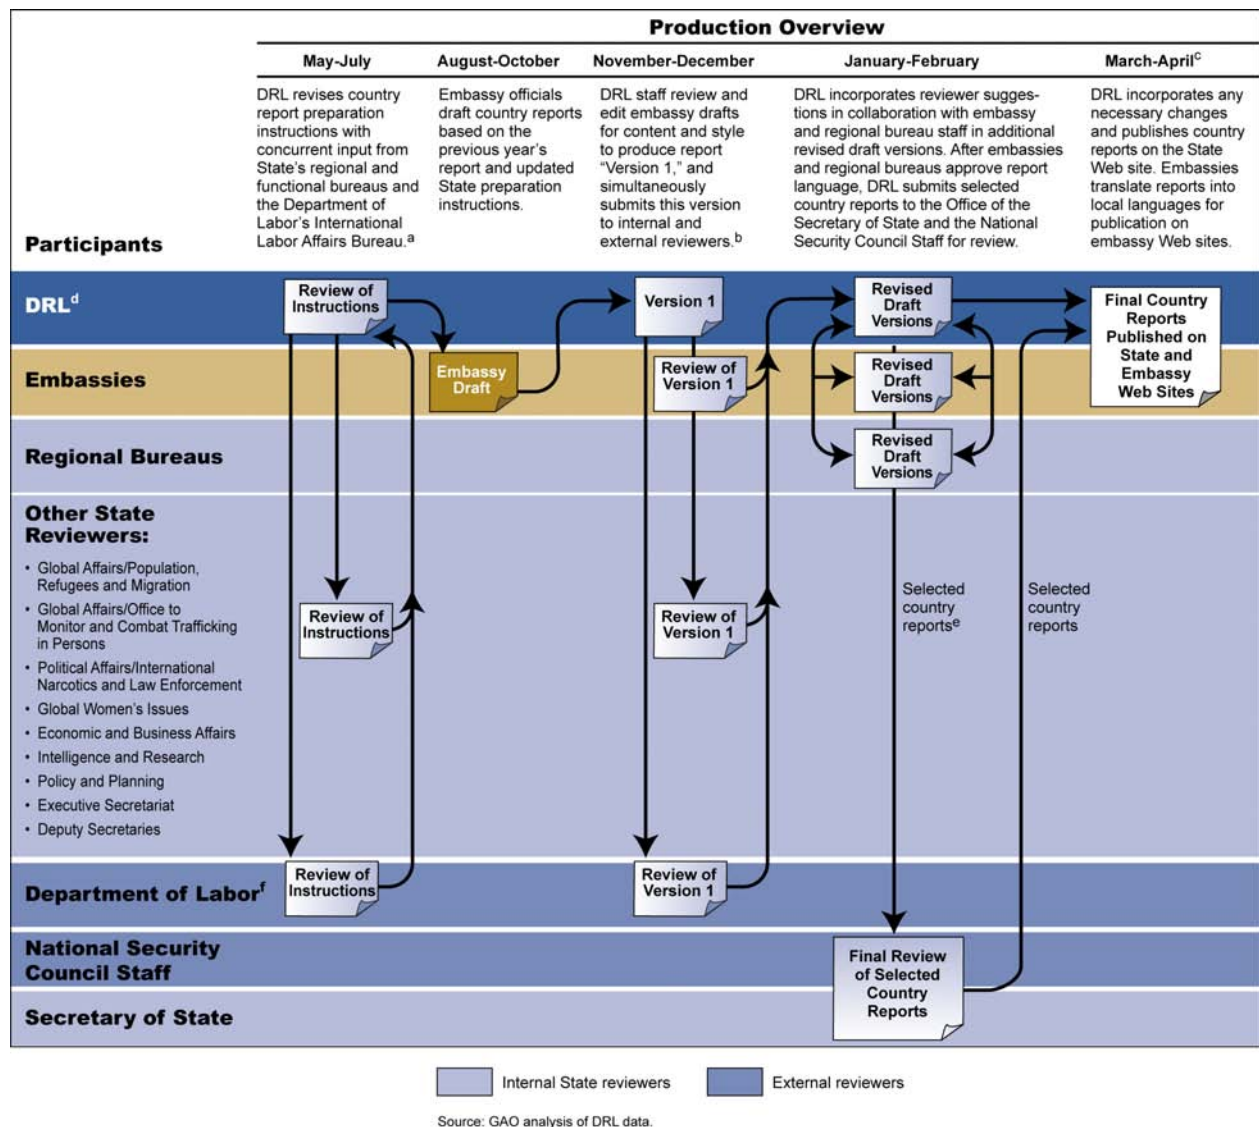 Production Overview
May-July
August-October
November-December
January-February
March-Aprilᶜ
Participants
DRL revises country
report preparation
instructions with
concurrent input from
State's regional and
functional bureaus and
the Department of
Labor's International
Labor Affairs Bureau.ᵃ
Embassy officials
draft country reports
based on the
previous year's
report and updated
State preparation
instructions.
DRL staff review and
edit embassy drafts
for content and style
to produce report
“Version 1,” and
simultaneously
submits this version
to internal and
external reviewers.ᵇ
DRL incorporates reviewer sugges-
tions in collaboration with embassy
and regional bureau staff in additional
revised draft versions. After embassies
and regional bureaus approve report
language, DRL submits selected
country reports to the Office of the
Secretary of State and the National
Security Council Staff for review.
DRL incorporates any
necessary changes
and publishes country
reports on the State
Web site. Embassies
translate reports into
local languages for
publication on
embassy Web sites.
DRLᵈ
Review of
Instructions
Version 1
Revised
Draft
Versions
Final Country
Reports
Published on
State and
Embassy
Web Sites
Embassies
Embassy
Draft
Review of
Version 1
Revised
Draft
Versions
Regional Bureaus
Revised
Draft
Versions
Other State
Reviewers:
• Global Affairs/Population,
Refugees and Migration
• Global Affairs/Office to
Monitor and Combat Trafficking
in Persons
• Political Affairs/International
Narcotics and Law Enforcement
• Global Women's Issues
• Economic and Business Affairs
• Intelligence and Research
• Policy and Planning
• Executive Secretariat
• Deputy Secretaries
Review of
Instructions
Review of
Version 1
Selected
country
reportsᵉ
Selected
country
reports
Department of Laborᶠ
Review of
Instructions
Review of
Version 1
National Security
Council Staff
Final Review
of Selected
Country
Reports
Secretary of State
Internal State reviewers
External reviewers
Source: GAO analysis of DRL data.